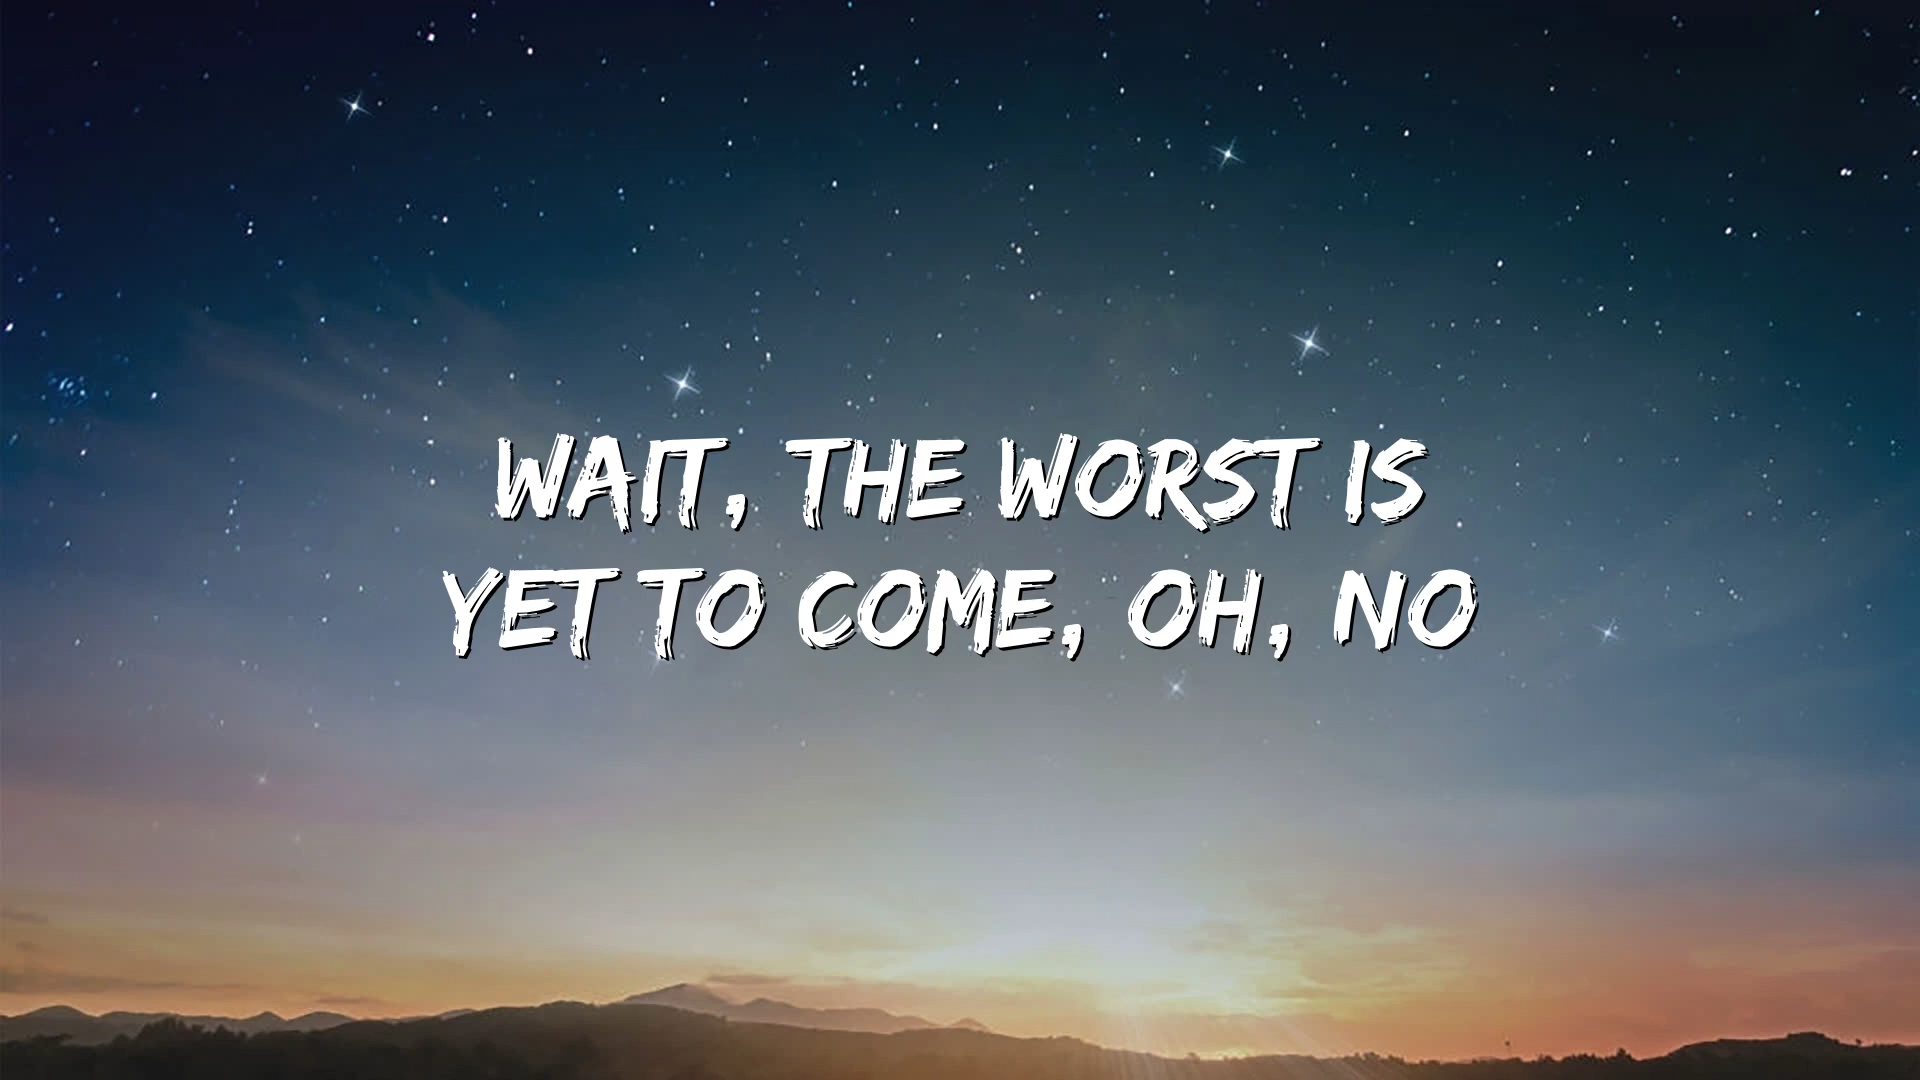 WAIT, THE WORST IS
YET TO COME, OH, NO